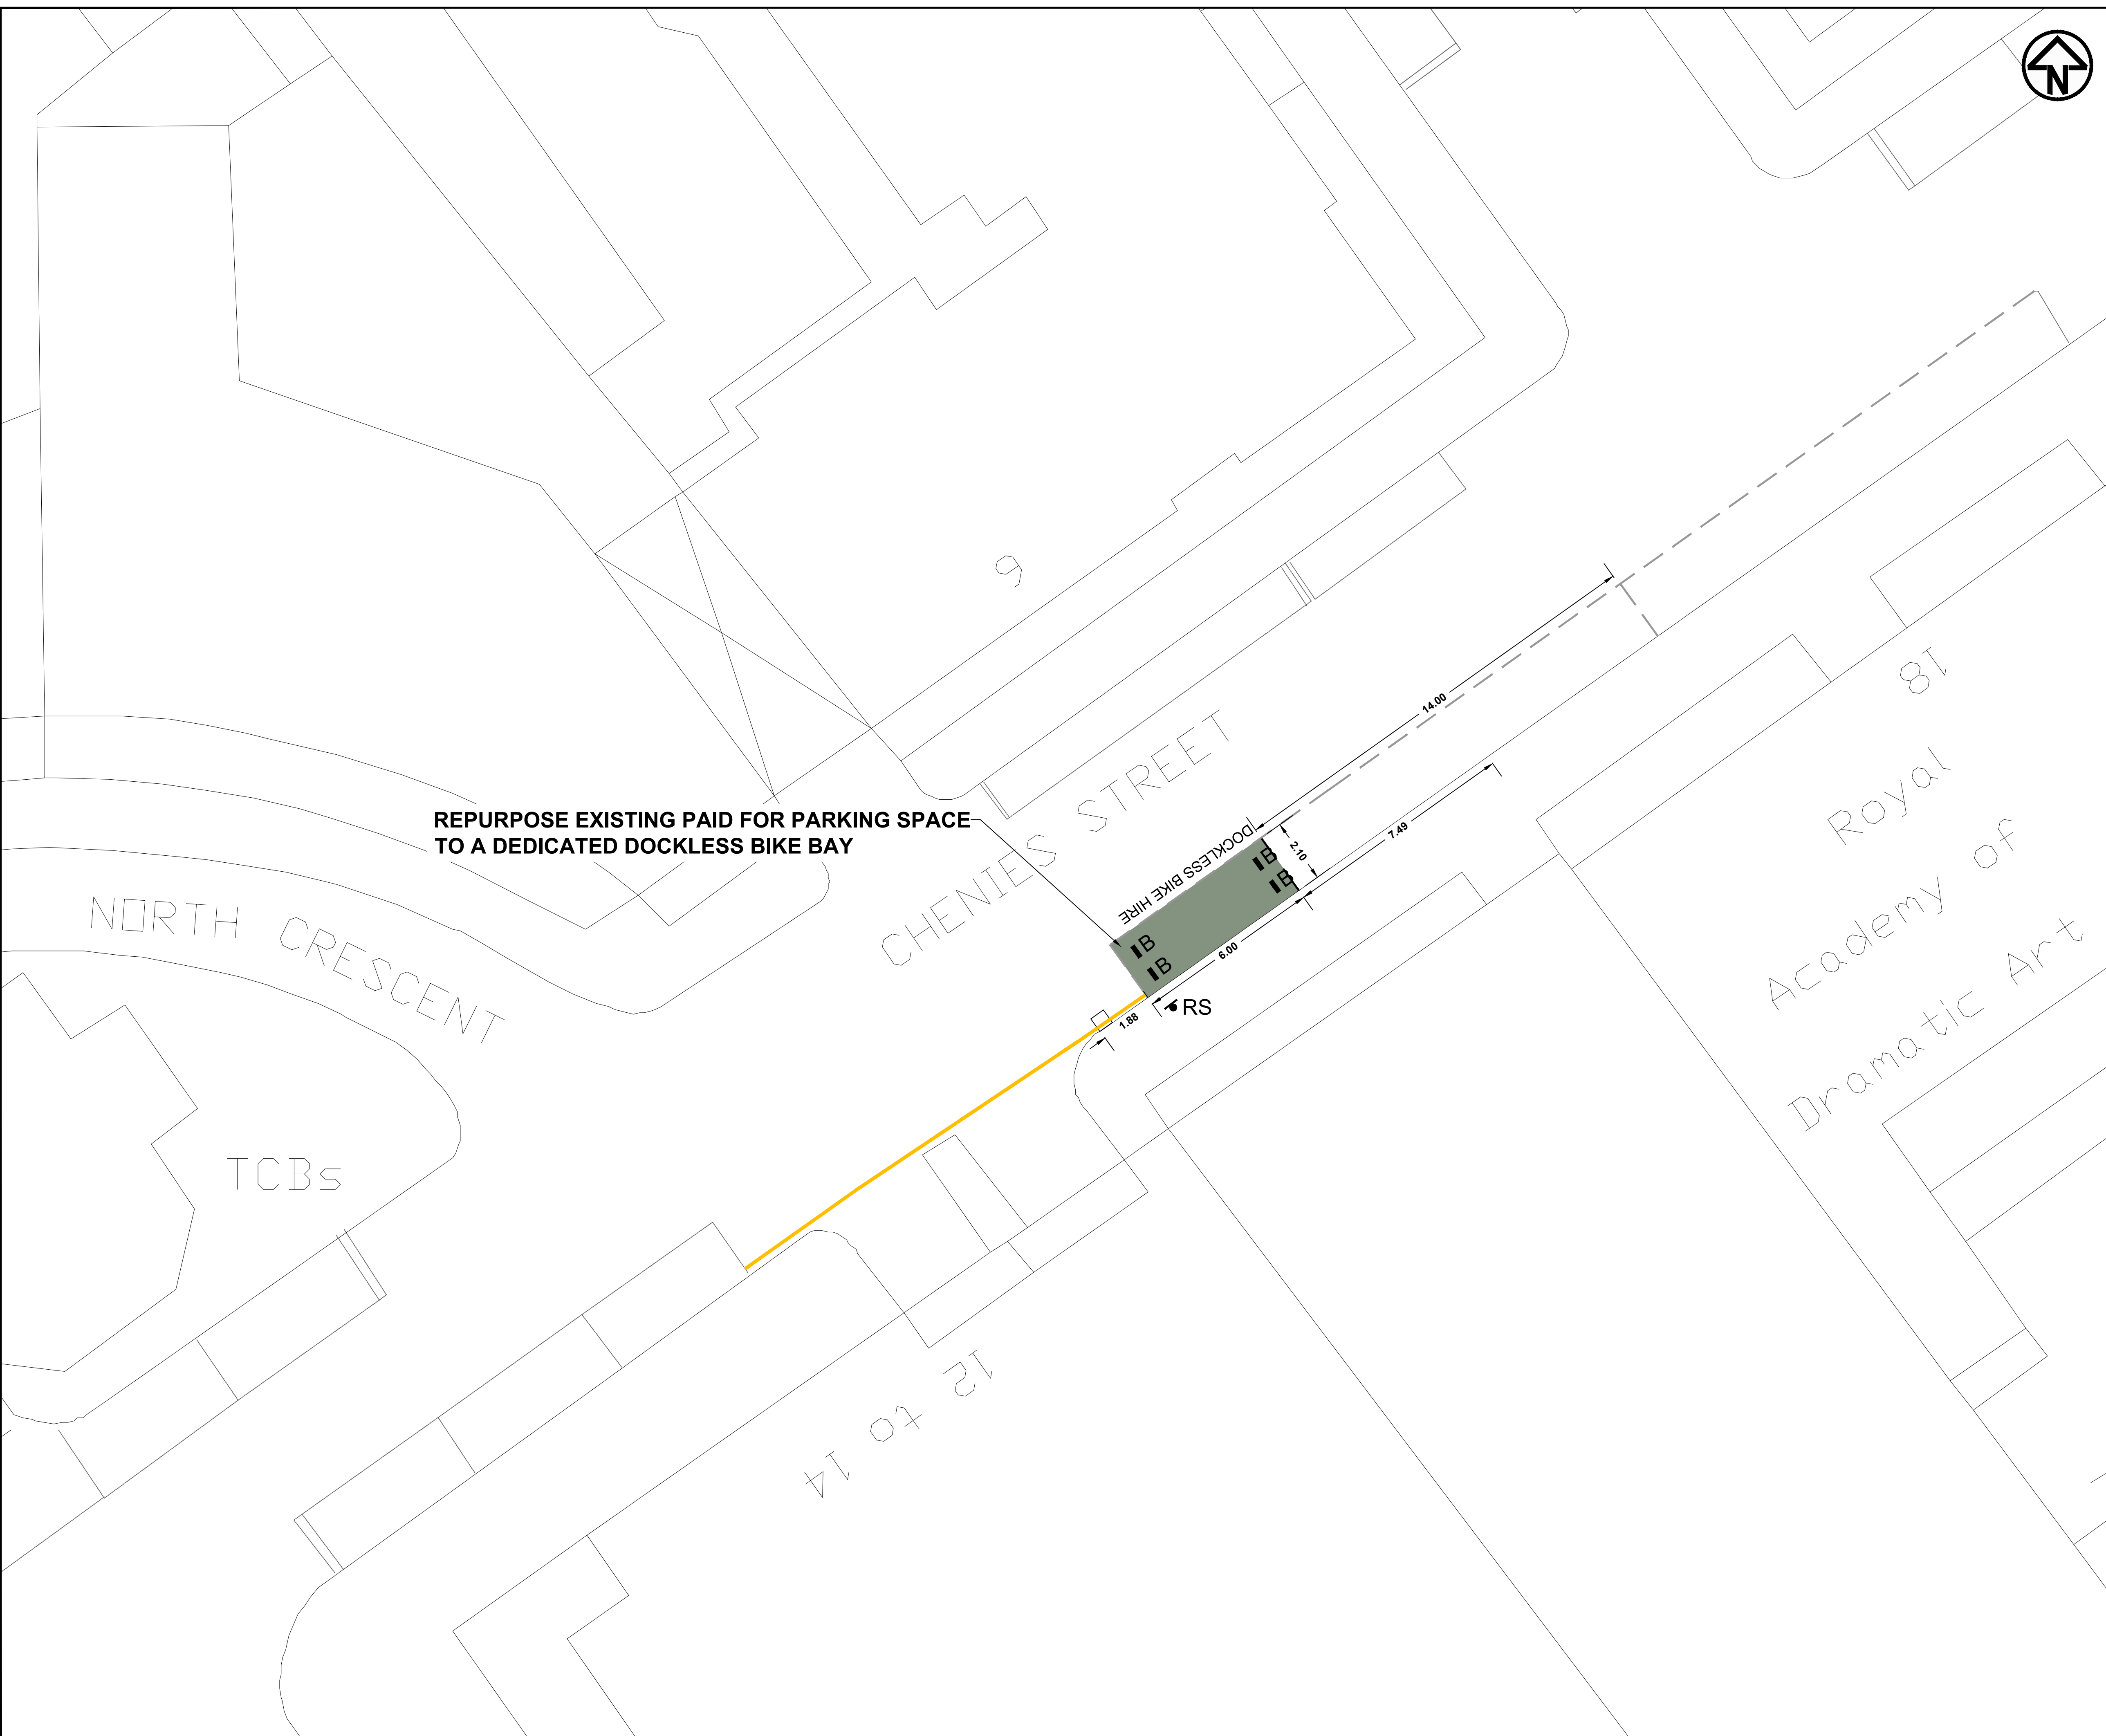 N
9
14.00
18
CHENIES STREET
REPURPOSE EXISTING PAID FOR PARKING SPACE
TO A DEDICATED DOCKLESS BIKE BAY
DOCKLESS BIKE HIRE
B
B
B
B
2.10
7.49
6.00
1.88
RS
Royal
Academy of
Dramatic Art
NORTH CRESCENT
TCBs
12 to 14